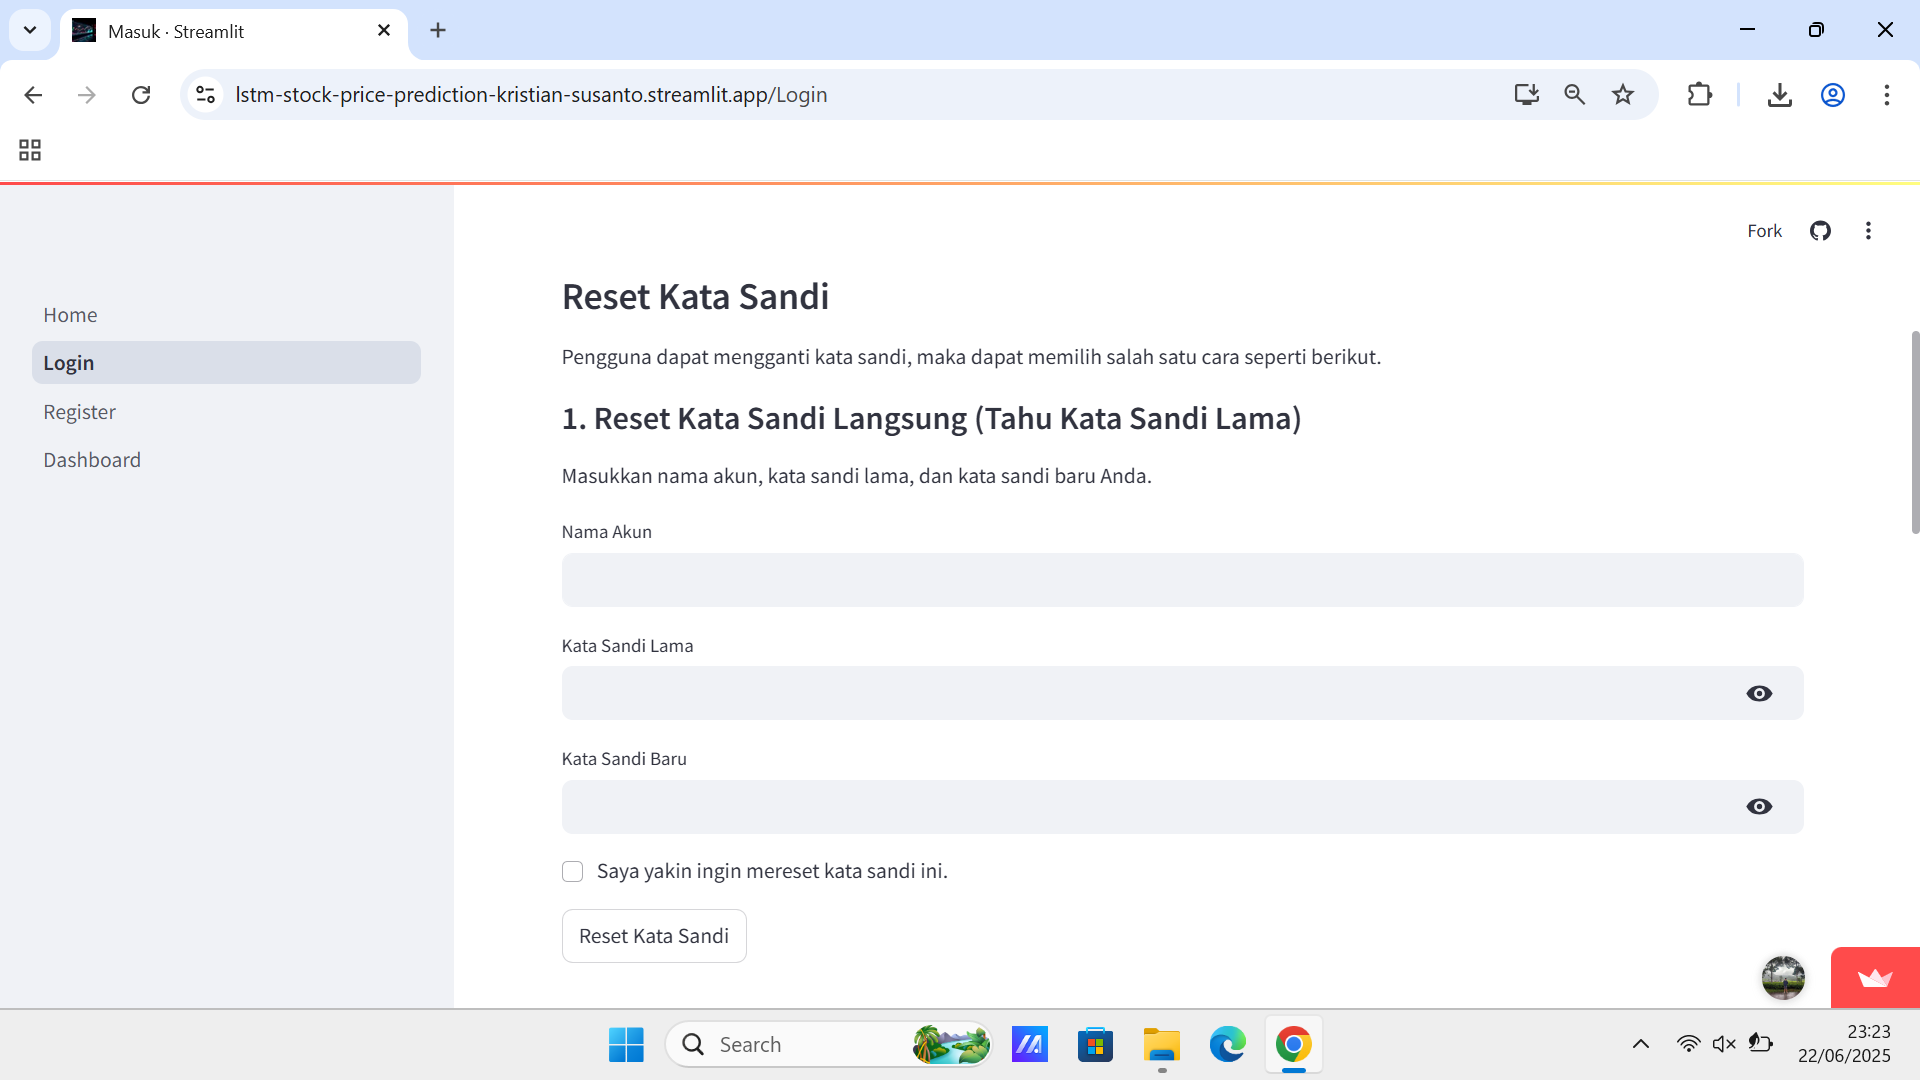 Masuk · Streamlit
lstm-stock-price-prediction-kristian-susanto.streamlit.app/Login
Fork
Home
Login
Register
Dashboard
Reset Kata Sandi
Pengguna dapat mengganti kata sandi, maka dapat memilih salah satu cara seperti berikut.
1. Reset Kata Sandi Langsung (Tahu Kata Sandi Lama)
Masukkan nama akun, kata sandi lama, dan kata sandi baru Anda.
Nama Akun
Kata Sandi Lama
Kata Sandi Baru
Saya yakin ingin mereset kata sandi ini.
Reset Kata Sandi
Search
23:23
22/06/2025